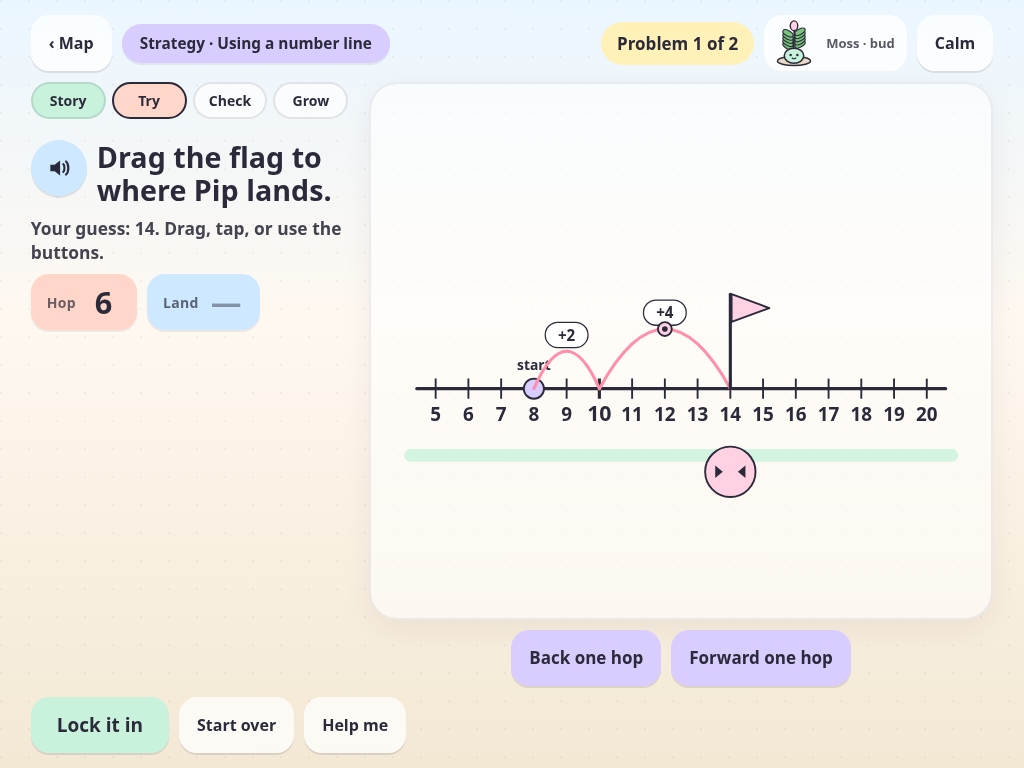 ‹ Map
Strategy · Using a number line
Problem 1 of 2
Moss · bud
Calm
Story
Try
Check
Grow
Drag the flag to
where Pip lands.
Your guess: 14. Drag, tap, or use the
buttons.
Hop 6
Land —
+2
+4
start
5 6 7 8 9 10 11 12 13 14 15 16 17 18 19 20
Back one hop
Forward one hop
Lock it in
Start over
Help me